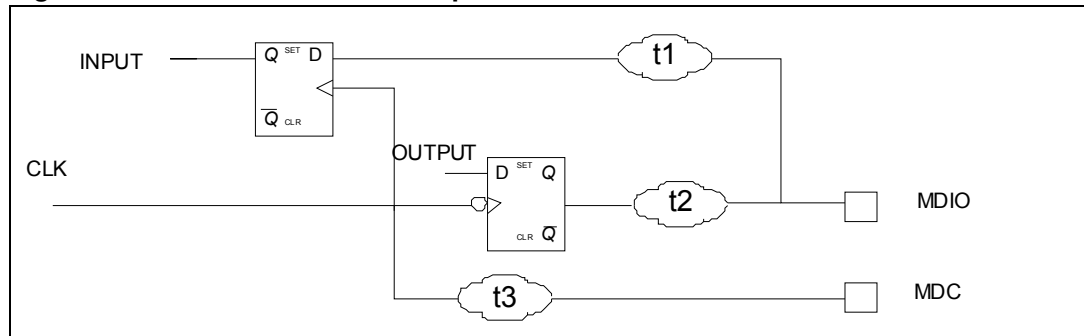 INPUT
Q SET D
Q CLR
t1
OUTPUT
CLK
D SET Q
CLR Q
t2
MDIO
t3
MDC